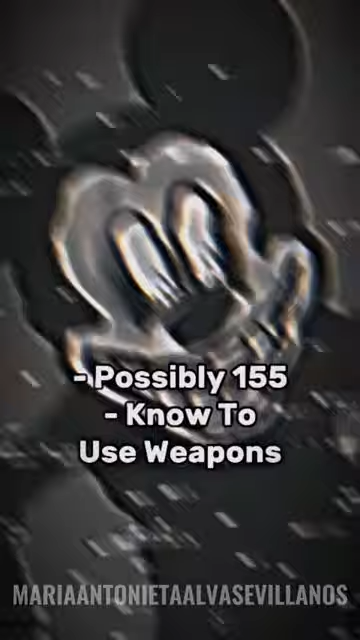 - Possibly 155
- Know To
Use Weapons
MARIAANTONIETAALVASEVILLANOS